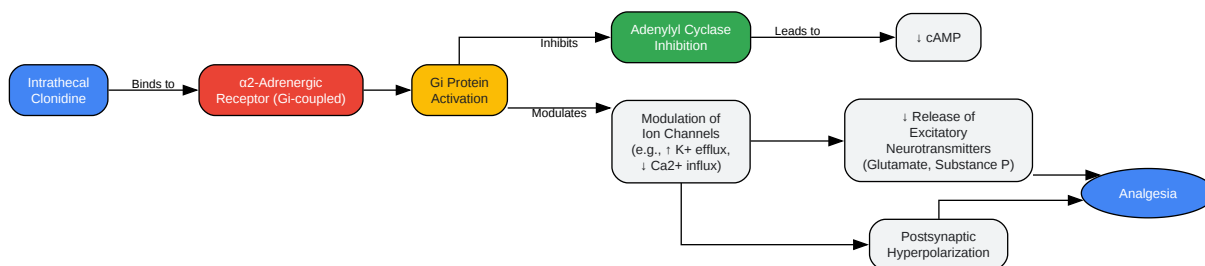 Intrathecal
Clonidine
Binds to
α2-Adrenergic
Receptor (Gi-coupled)
Gi Protein
Activation
Inhibits
Adenylyl Cyclase
Inhibition
Leads to
↓ cAMP
Modulates
Modulation of
Ion Channels
(e.g., ↑ K+ efflux,
↓ Ca2+ influx)
↓ Release of
Excitatory
Neurotransmitters
(Glutamate, Substance P)
Postsynaptic
Hyperpolarization
Analgesia